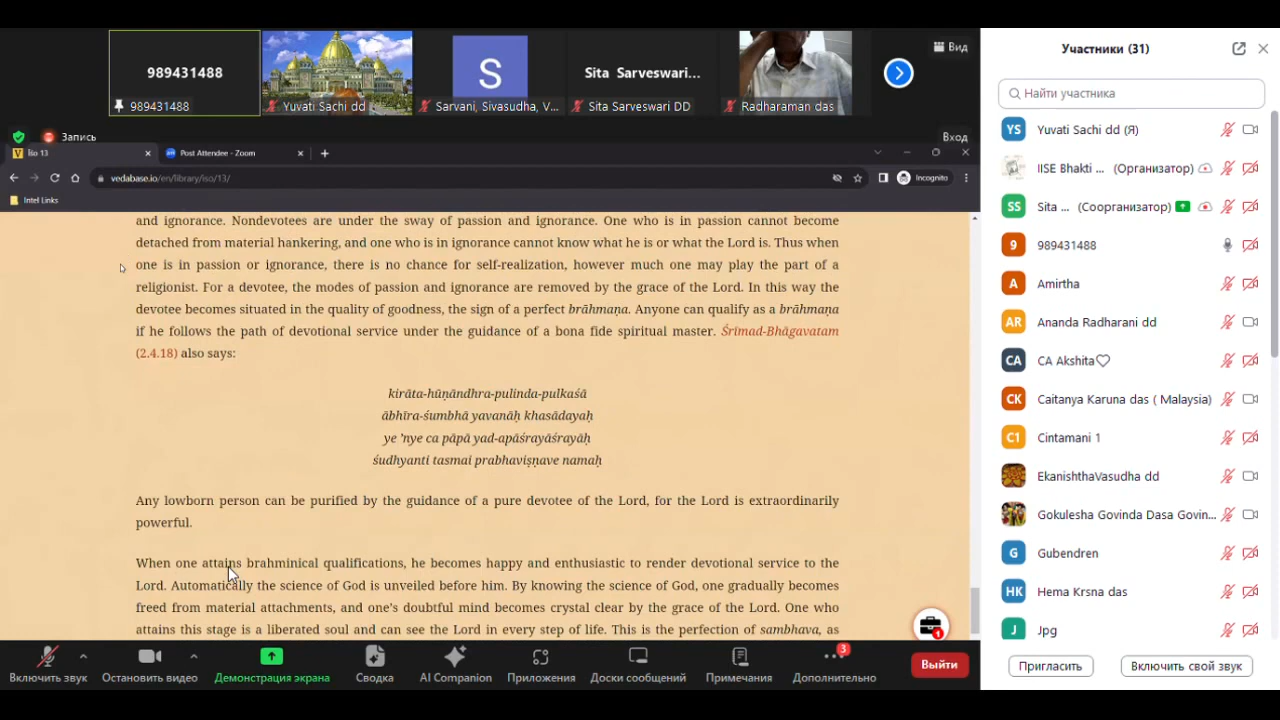 989431488
989431488
Yuvati Sachi dd
S
Sarvani, Sivasudha, V...
Sita Sarveswari...
Sita Sarveswari DD
Radharaman das
Вид
Запись
Вход
Īśo 13
Post Attendee - Zoom
vedabase.io/en/library/iso/13/
Incognito
Intel Links
and ignorance. Nondevotees are under the sway of passion and ignorance. One who is in passion cannot become
detached from material hankering, and one who is in ignorance cannot know what he is or what the Lord is. Thus when
one is in passion or ignorance, there is no chance for self-realization, however much one may play the part of a
religionist. For a devotee, the modes of passion and ignorance are removed by the grace of the Lord. In this way the
devotee becomes situated in the quality of goodness, the sign of a perfect brāhmaṇa. Anyone can qualify as a brāhmaṇa
if he follows the path of devotional service under the guidance of a bona fide spiritual master. Śrīmad-Bhāgavatam
(2.4.18) also says:
kirāta-hūṇāndhra-pulinda-pulkaśā
ābhīra-śumbhā yavanāḥ khasādayaḥ
ye 'nye ca pāpā yad-apāśrayāśrayāḥ
śudhyanti tasmai prabhaviṣṇave namaḥ
Any lowborn person can be purified by the guidance of a pure devotee of the Lord, for the Lord is extraordinarily
powerful.
When one attains brahminical qualifications, he becomes happy and enthusiastic to render devotional service to the
Lord. Automatically the science of God is unveiled before him. By knowing the science of God, one gradually becomes
freed from material attachments, and one's doubtful mind becomes crystal clear by the grace of the Lord. One who
attains this stage is a liberated soul and can see the Lord in every step of life. This is the perfection of sambhava, as
1
Включить звук
Остановить видео
Демонстрация экрана
Сводка
AI Companion
Приложения
Доски сообщений
Примечания
3
Дополнительно
Выйти
Участники (31)
Найти участника
YS Yuvati Sachi dd (Я)
IISE Bhakti ... (Организатор)
SS Sita ... (Соорганизатор)
9 989431488
A Amirtha
AR Ananda Radharani dd
CA CA Akshita♡
CK Caitanya Karuna das ( Malaysia)
C1 Cintamani 1
EkanishthaVasudha dd
Gokulesha Govinda Dasa Govin...
G Gubendren
HK Hema Krsna das
J Jpg
Пригласить
Включить свой звук